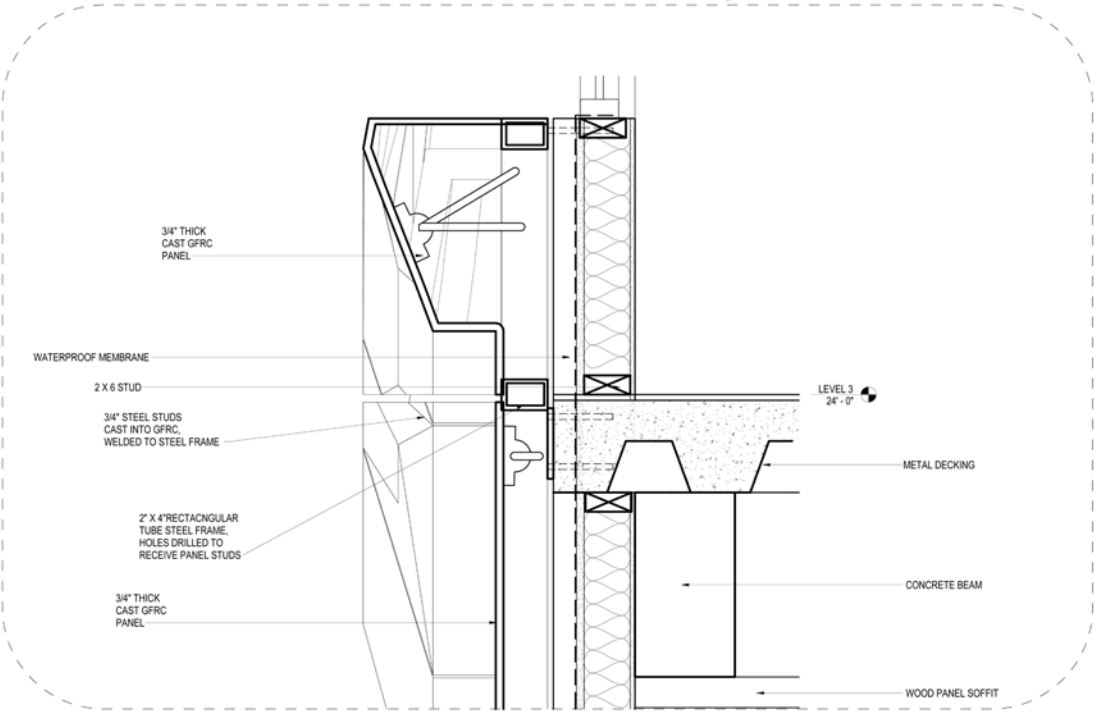 3/4" THICK
CAST GFRC
PANEL
WATERPROOF MEMBRANE
2 X 6 STUD
3/4" STEEL STUDS
CAST INTO GFRC,
WELDED TO STEEL FRAME
2" X 4"RECTACNGULAR
TUBE STEEL FRAME,
HOLES DRILLED TO
RECEIVE PANEL STUDS
3/4" THICK
CAST GFRC
PANEL
LEVEL 3
24' - 0"
METAL DECKING
CONCRETE BEAM
WOOD PANEL SOFFIT